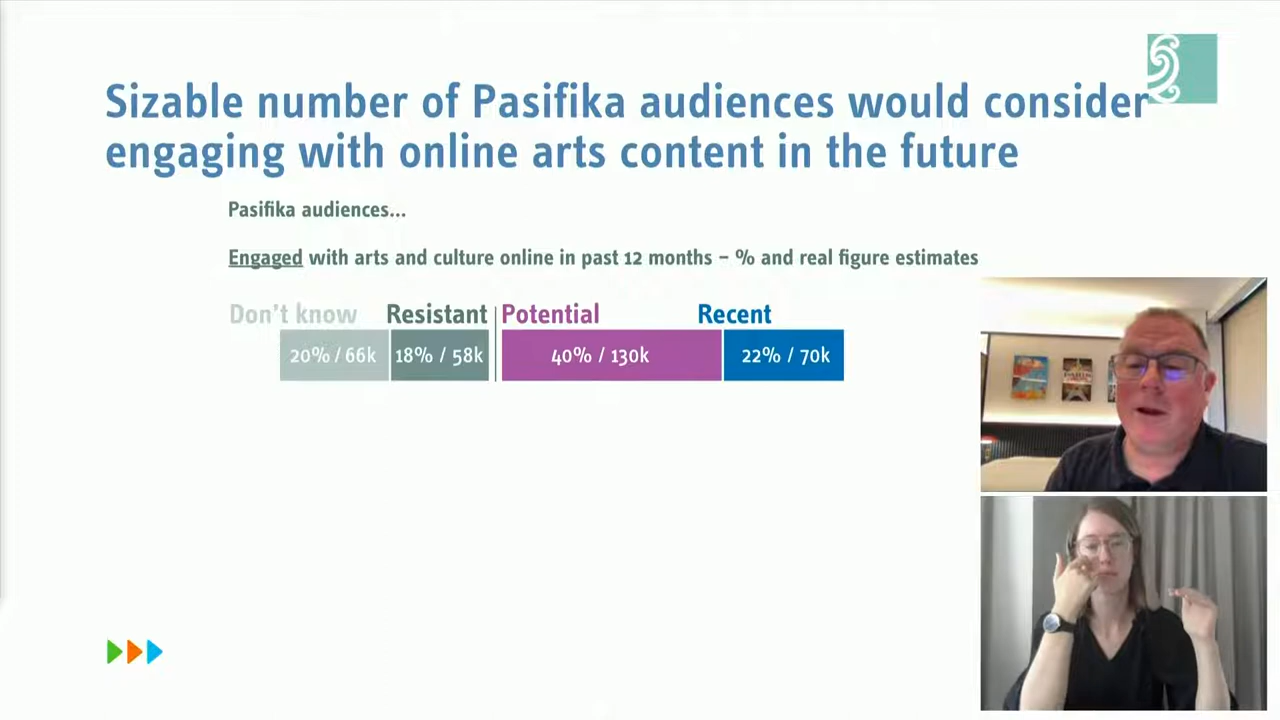 Sizable number of Pasifika audiences would consider
engaging with online arts content in the future
Pasifika audiences...
Engaged with arts and culture online in past 12 months – % and real figure estimates
Don't know Resistant Potential Recent
20% / 66k 18% / 58k 40% / 130k 22% / 70k